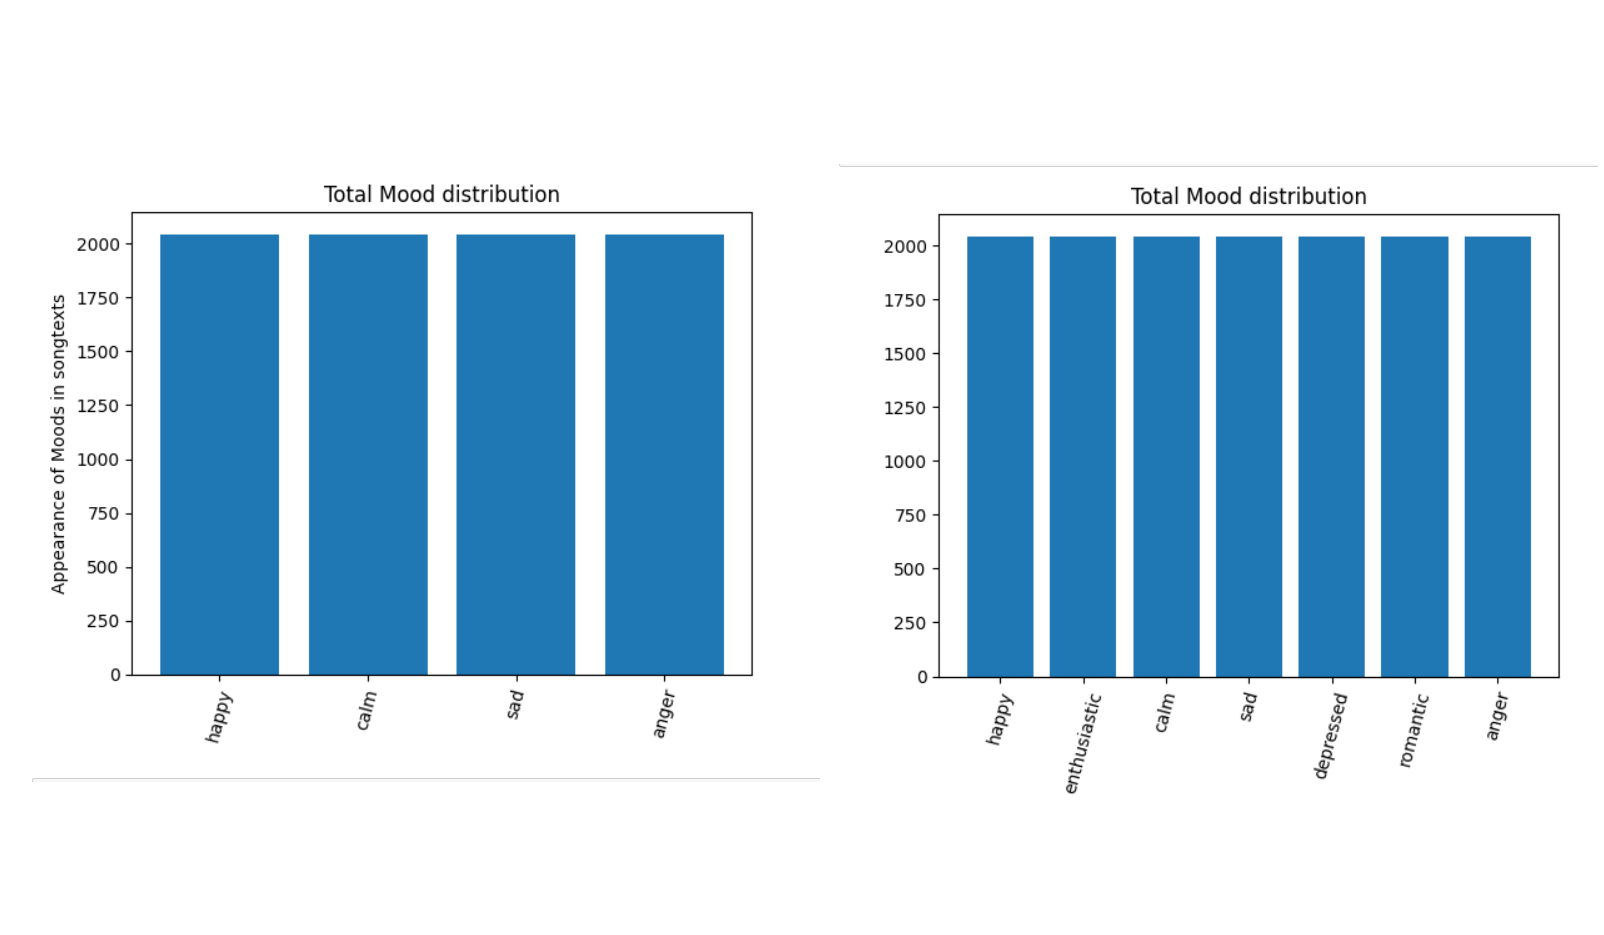 Total Mood distribution
Appearance of Moods in songtexts
2000
1750
1500
1250
1000
750
500
250
0
happy
calm
sad
anger
Total Mood distribution
2000
1750
1500
1250
1000
750
500
250
0
happy
enthusiastic
calm
sad
depressed
romantic
anger